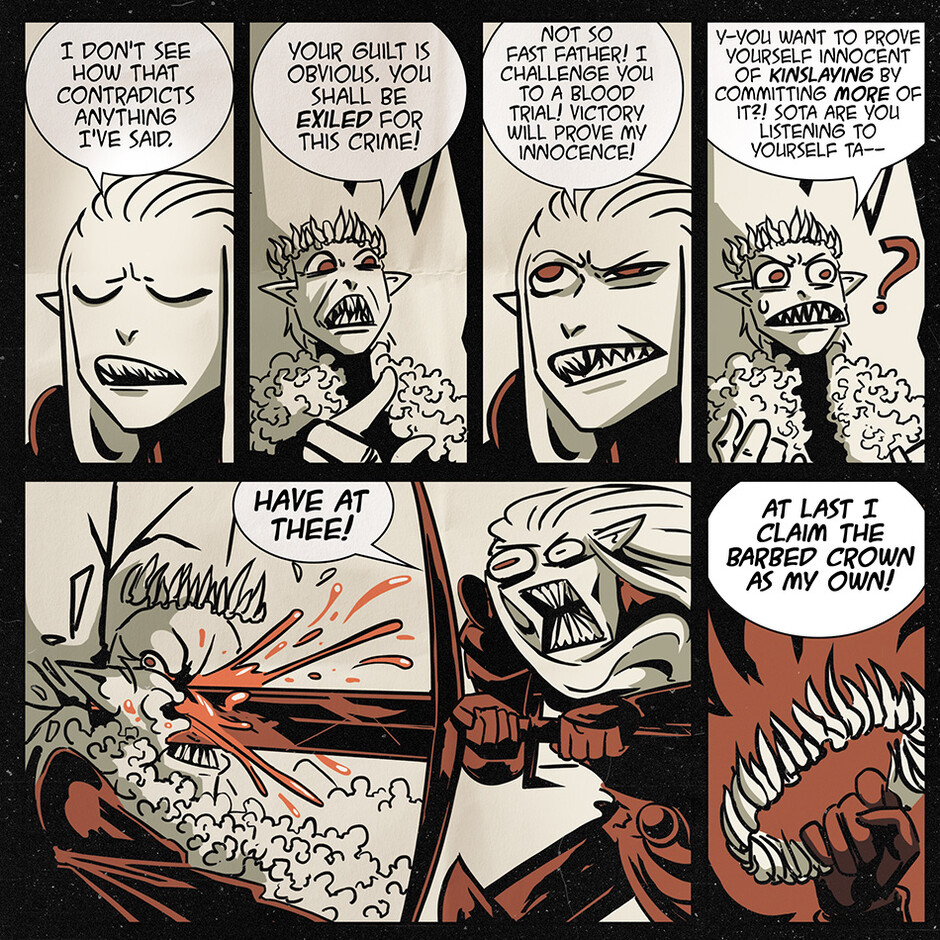 I DON'T SEE
HOW THAT
CONTRADICTS
ANYTHING
I'VE SAID.
YOUR GUILT IS
OBVIOUS. YOU
SHALL BE
EXILED FOR
THIS CRIME!
NOT SO
FAST FATHER! I
CHALLENGE YOU
TO A BLOOD
TRIAL! VICTORY
WILL PROVE MY
INNOCENCE!
Y-YOU WANT TO PROVE
YOURSELF INNOCENT
OF KINSLAYING BY
COMMITTING MORE OF
IT?! SOTA ARE YOU
LISTENING TO
YOURSELF TA--
?
HAVE AT
THEE!
AT LAST I
CLAIM THE
BARBED CROWN
AS MY OWN!